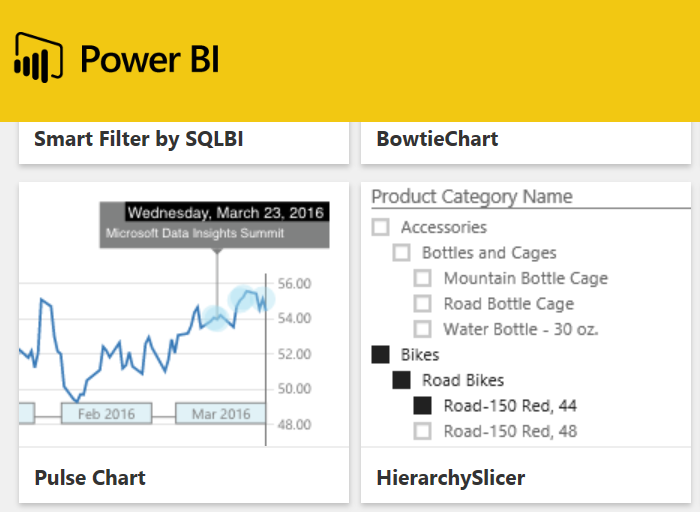 Power BI
Smart Filter by SQLBI
BowtieChart
Wednesday, March 23, 2016
Microsoft Data Insights Summit
56.00
54.00
52.00
50.00
48.00
Feb 2016
Mar 2016
Pulse Chart
Product Category Name
Accessories
Bottles and Cages
Mountain Bottle Cage
Road Bottle Cage
Water Bottle - 30 oz.
Bikes
Road Bikes
Road-150 Red, 44
Road-150 Red, 48
HierarchySlicer